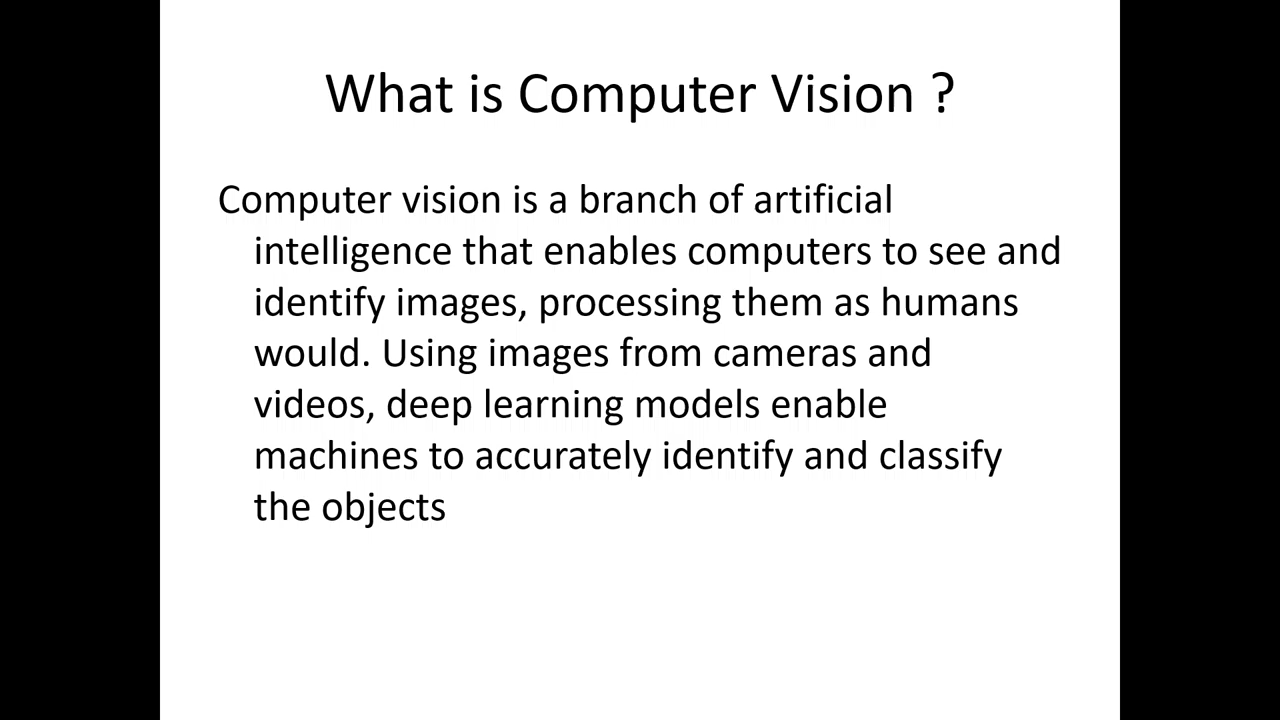 What is Computer Vision ?
Computer vision is a branch of artificial
intelligence that enables computers to see and
identify images, processing them as humans
would. Using images from cameras and
videos, deep learning models enable
machines to accurately identify and classify
the objects